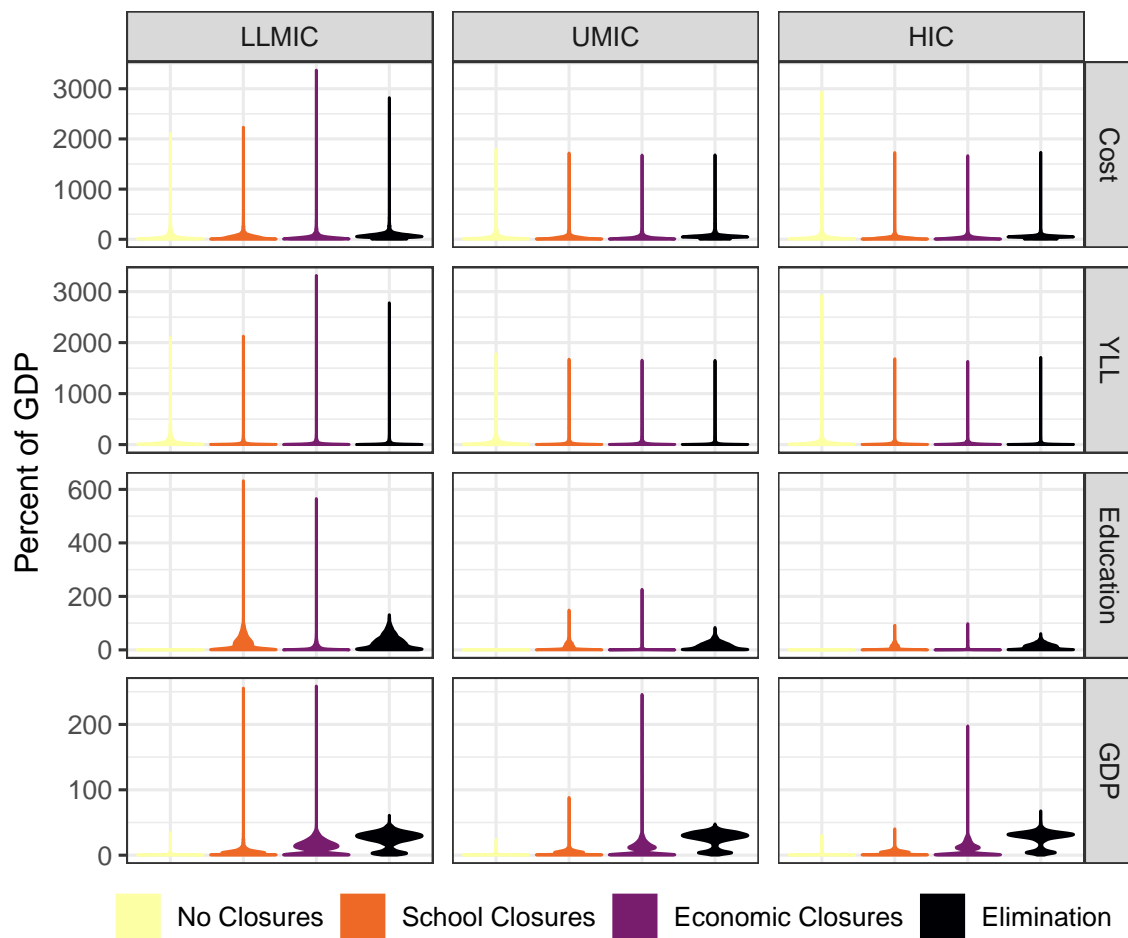 LLMIC UMIC HIC
3000
2000
1000
0
Cost
3000
2000
1000
0
YLL
600
400
200
0
Education
200
100
0
GDP
Percent of GDP
No Closures School Closures Economic Closures Elimination